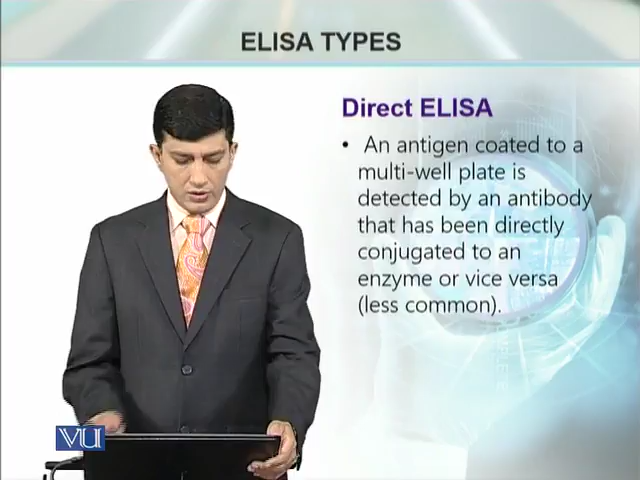 ELISA TYPES
Direct ELISA
• An antigen coated to a
multi-well plate is
detected by an antibody
that has been directly
conjugated to an
enzyme or vice versa
(less common).
VU